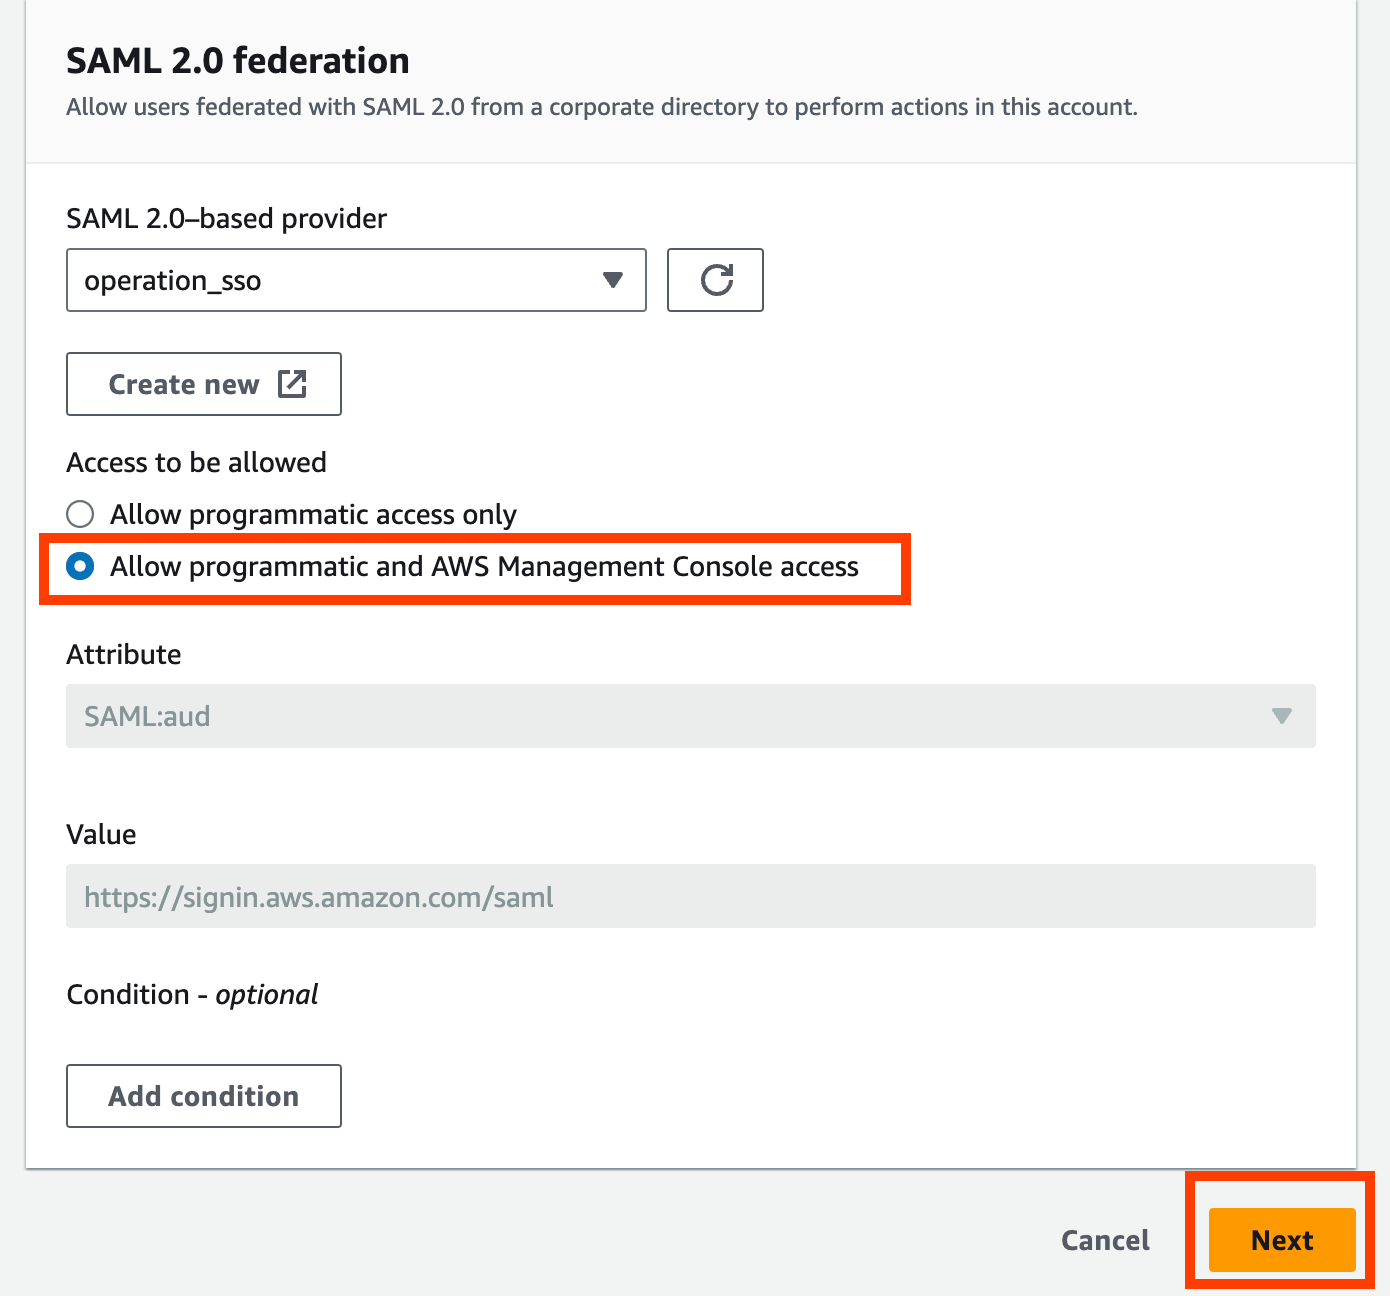 SAML 2.0 federation
Allow users federated with SAML 2.0 from a corporate directory to perform actions in this account.
SAML 2.0–based provider
operation_sso
Create new
Access to be allowed
Allow programmatic access only
Allow programmatic and AWS Management Console access
Attribute
SAML:aud
Value
https://signin.aws.amazon.com/saml
Condition - optional
Add condition
Cancel
Next